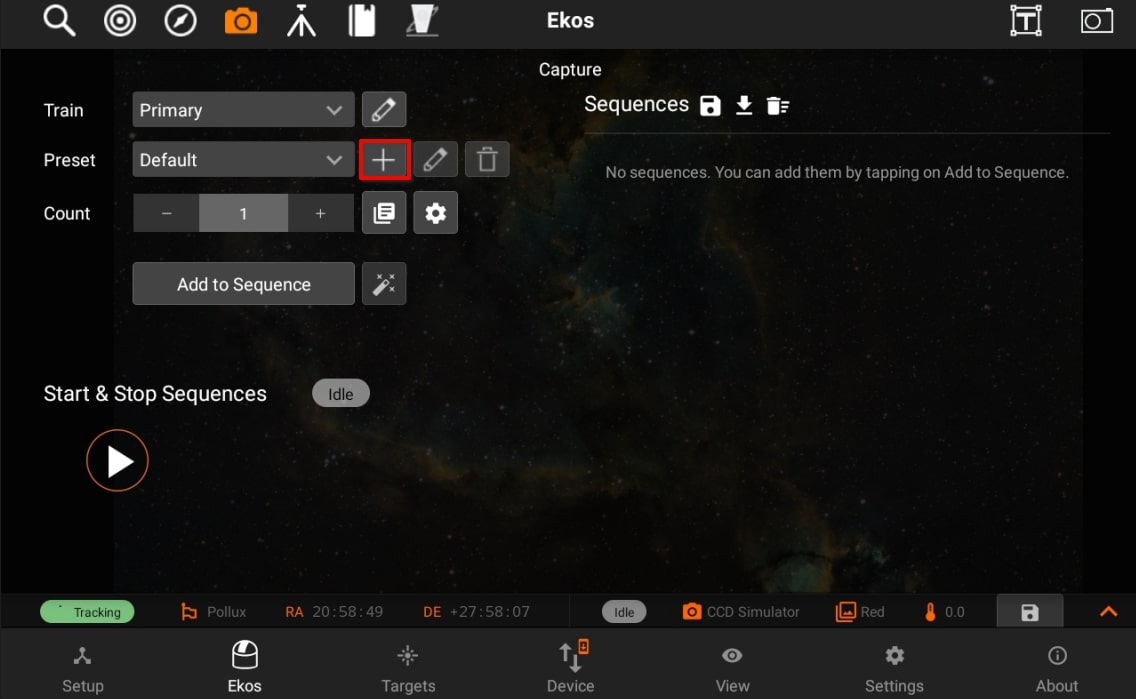 Ekos
T
Capture
Train
Primary
Sequences
Preset
Default
No sequences. You can add them by tapping on Add to Sequence.
Count
− 1 +
Add to Sequence
Start & Stop Sequences
Idle
Tracking
Pollux
RA 20:58:49
DE +27:58:07
Idle
CCD Simulator
Red
0.0
Setup
Ekos
Targets
Device
View
Settings
About